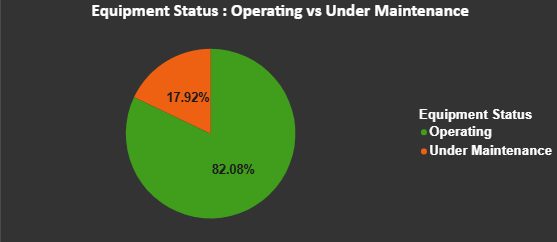 Equipment Status : Operating vs Under Maintenance
17.92%
82.08%
Equipment Status
Operating
Under Maintenance